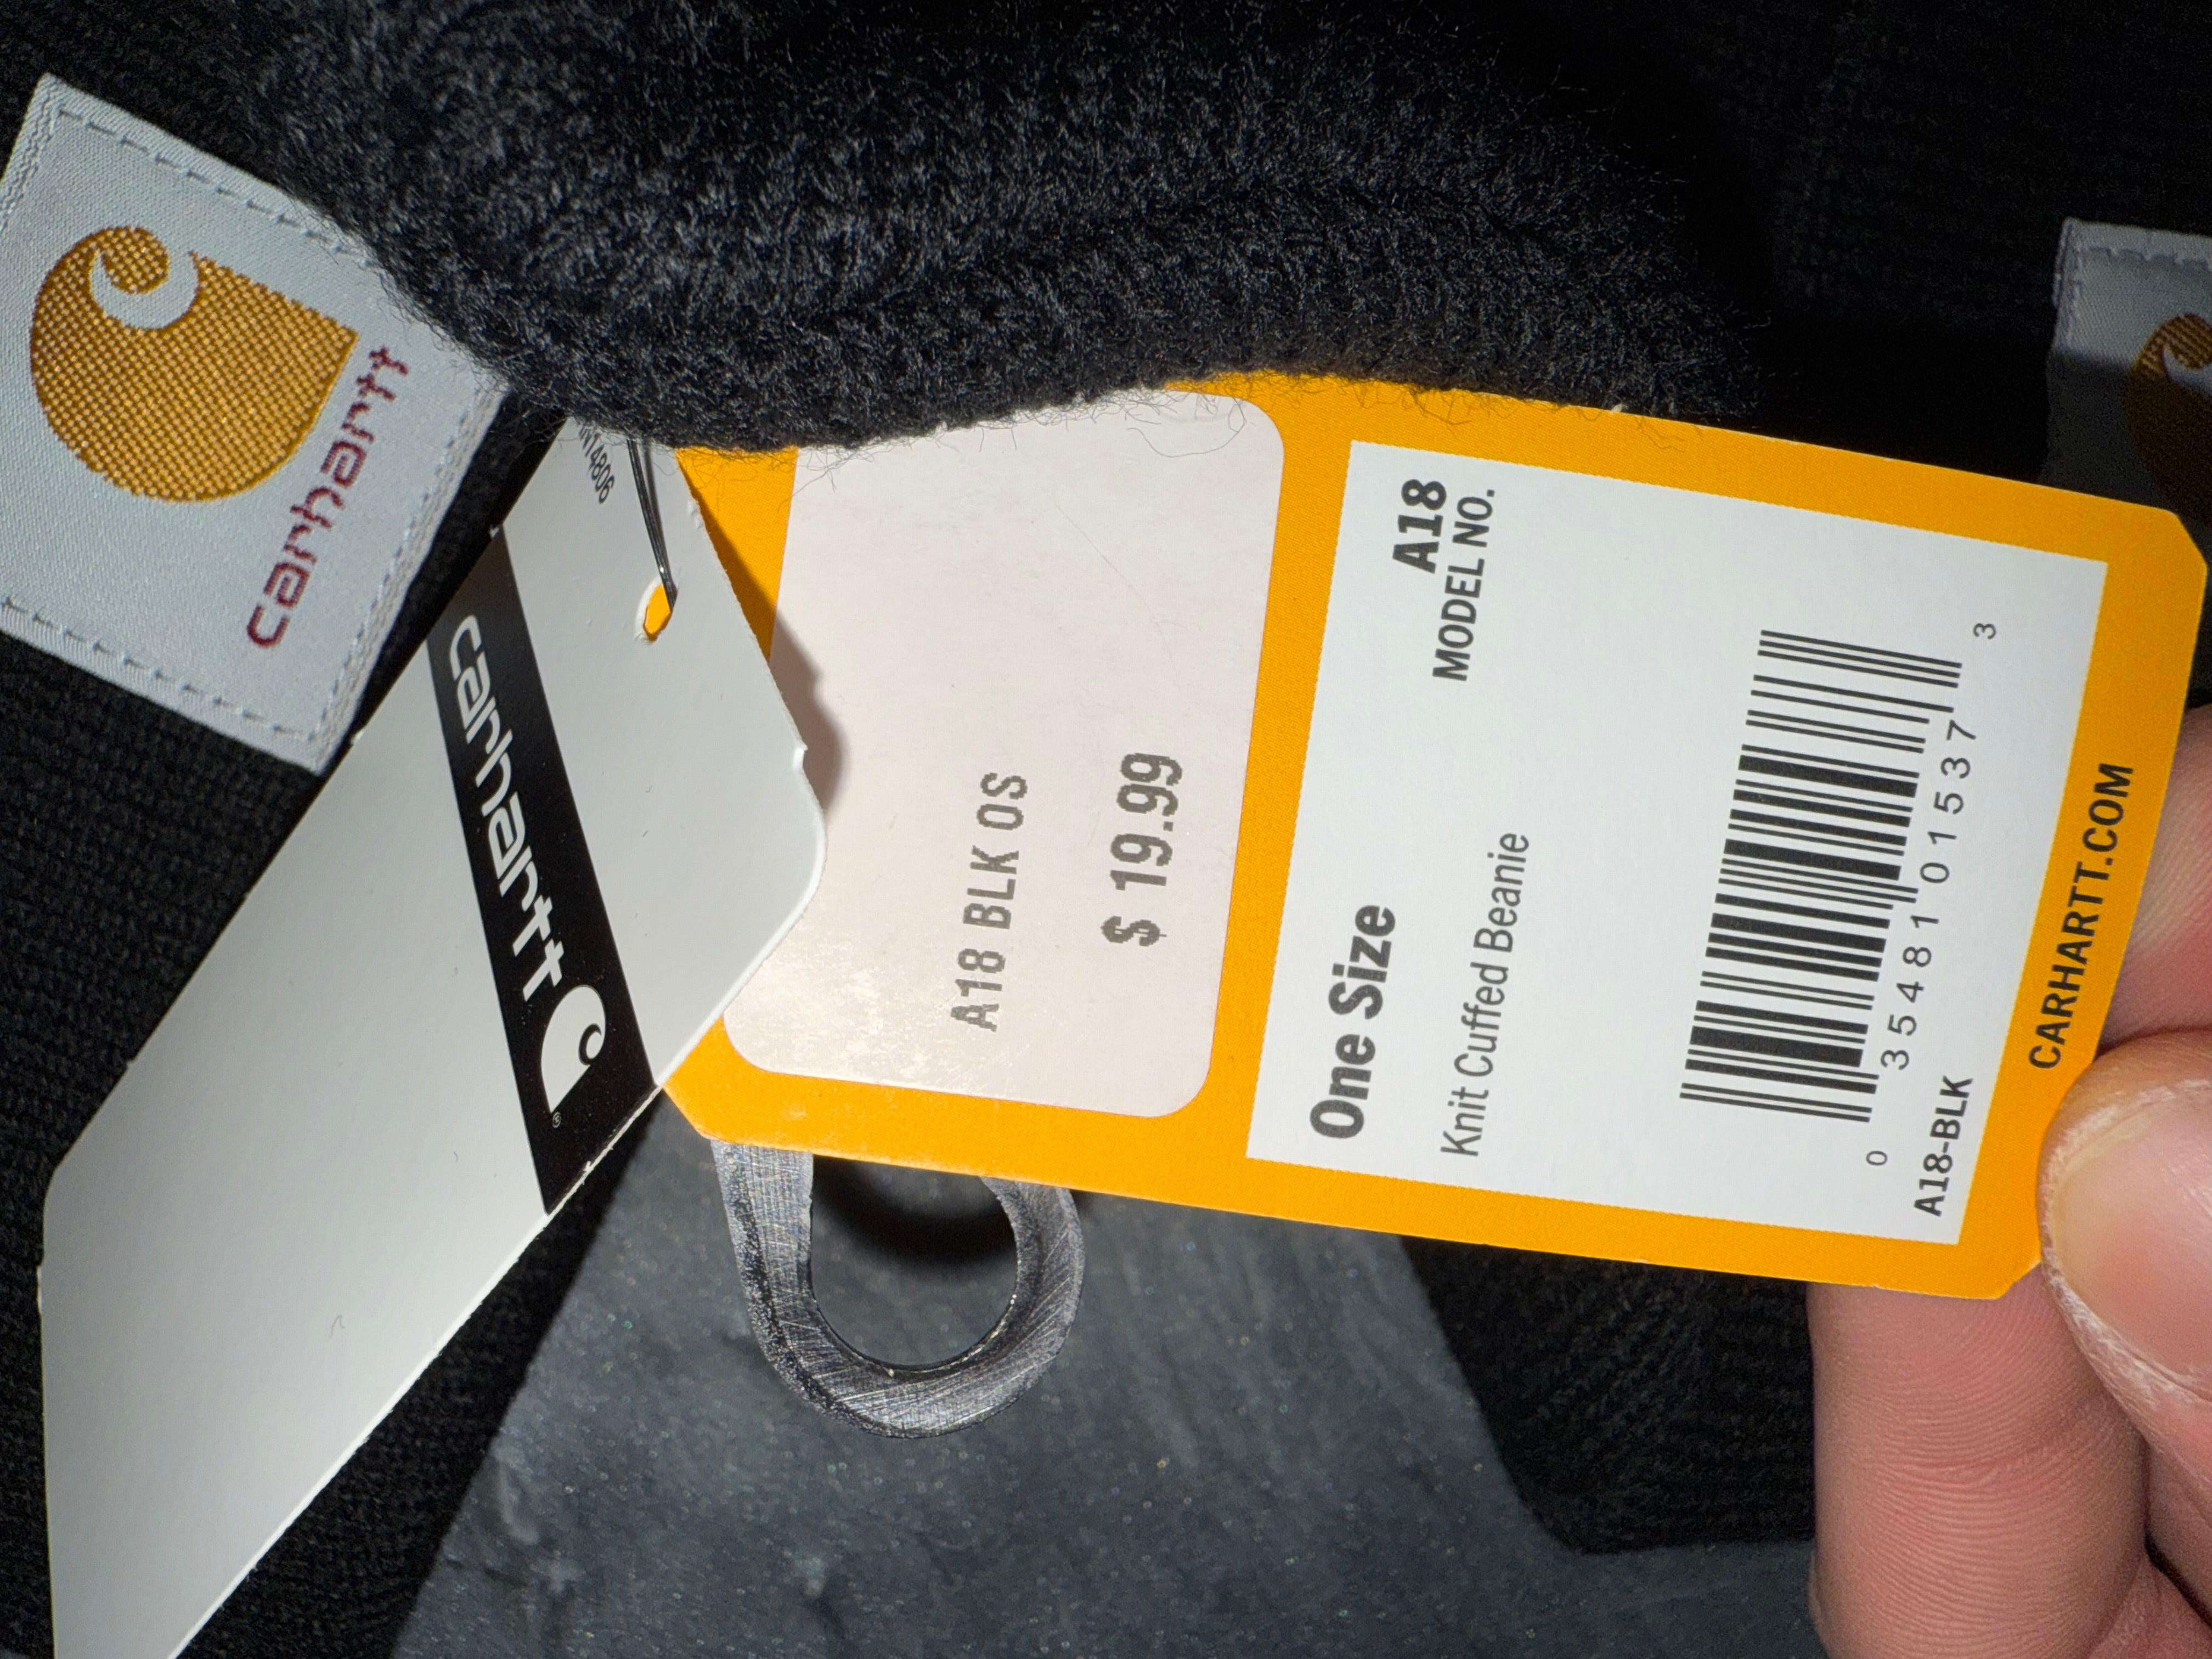 carhartt
carhartt
A18 BLK OS
$ 19.99
A18
MODEL NO.
One Size
Knit Cuffed Beanie
0 35481 01537 3
A18-BLK
CARHARTT.COM